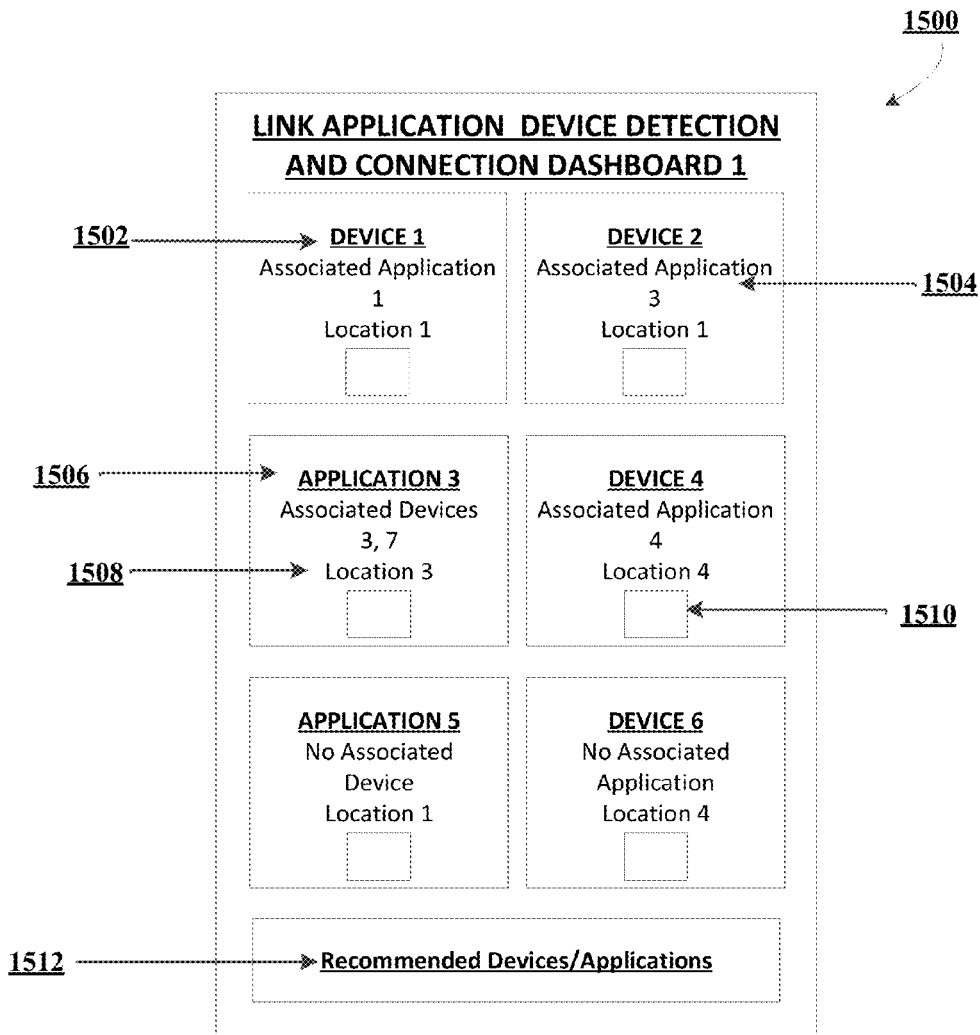 1500
LINK APPLICATION DEVICE DETECTION
AND CONNECTION DASHBOARD 1
1502
DEVICE 1
Associated Application
1
Location 1
DEVICE 2
Associated Application
3
Location 1
1504
1506
APPLICATION 3
Associated Devices
3, 7
1508
Location 3
DEVICE 4
Associated Application
4
Location 4
1510
APPLICATION 5
No Associated
Device
Location 1
DEVICE 6
No Associated
Application
Location 4
1512
Recommended Devices/Applications